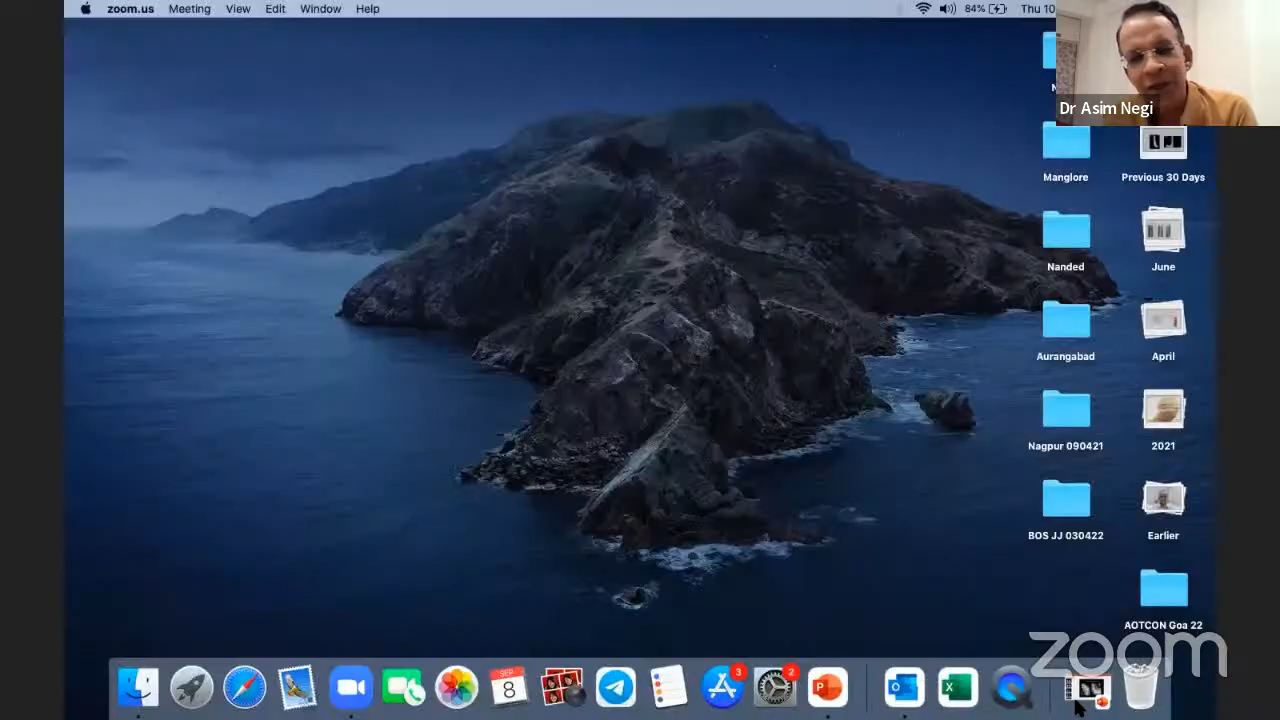 zoom.us Meeting View Edit Window Help 84% Thu 10
Dr Asim Negi
Manglore
Previous 30 Days
Nanded
June
Aurangabad
April
Nagpur 090421
2021
BOS JJ 030422
Earlier
AOTCON Goa 22
zoom
SEP
8
3
2